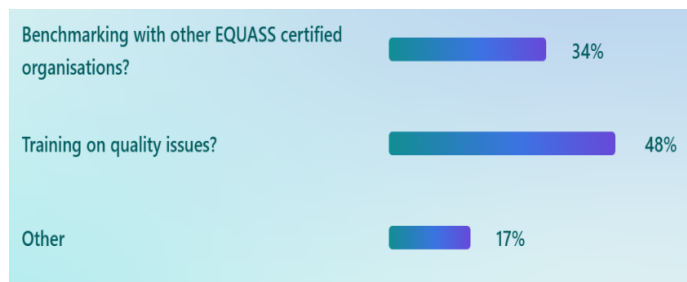 Benchmarking with other EQUASS certified
organisations?
34%
Training on quality issues?
48%
Other
17%